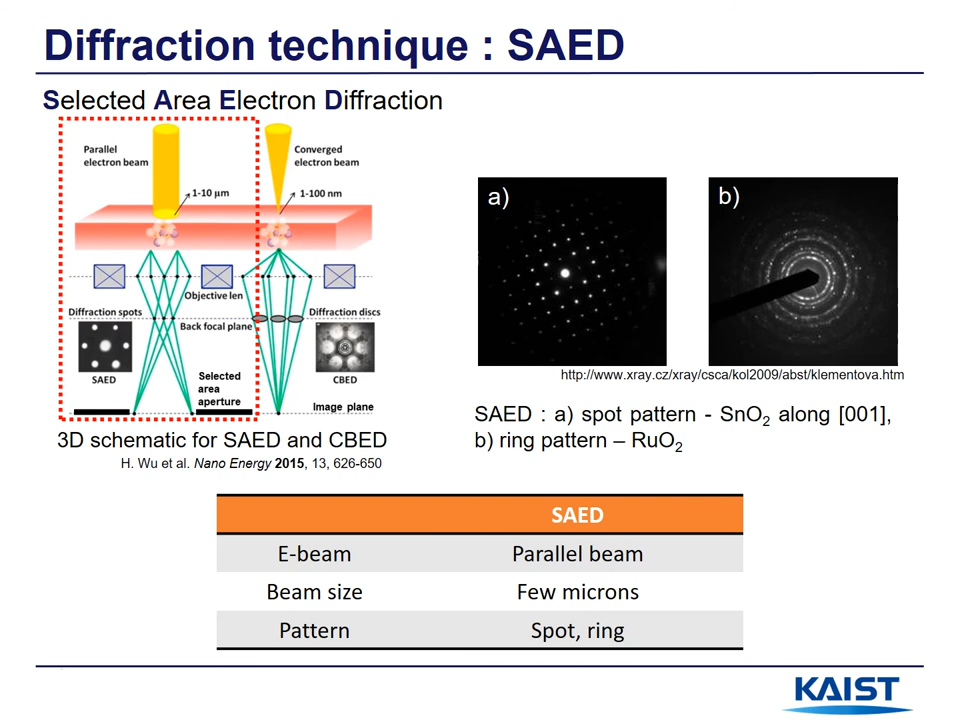 Diffraction technique : SAED
Selected Area Electron Diffraction
Parallel
electron beam
Converged
electron beam
1-10 μm
1-100 nm
Objective len
Diffraction spots
Back focal plane
Diffraction discs
SAED
Selected
area
aperture
CBED
Image plane
3D schematic for SAED and CBED
H. Wu et al. Nano Energy 2015, 13, 626-650
a)
b)
http://www.xray.cz/xray/csca/kol2009/abst/klementova.htm
SAED : a) spot pattern - SnO2 along [001],
b) ring pattern – RuO2
SAED
E-beam Parallel beam
Beam size Few microns
Pattern Spot, ring
KAIST